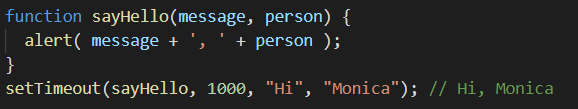 function sayHello(message, person) {
  alert( message + ', ' + person );
}
setTimeout(sayHello, 1000, "Hi", "Monica"); // Hi, Monica